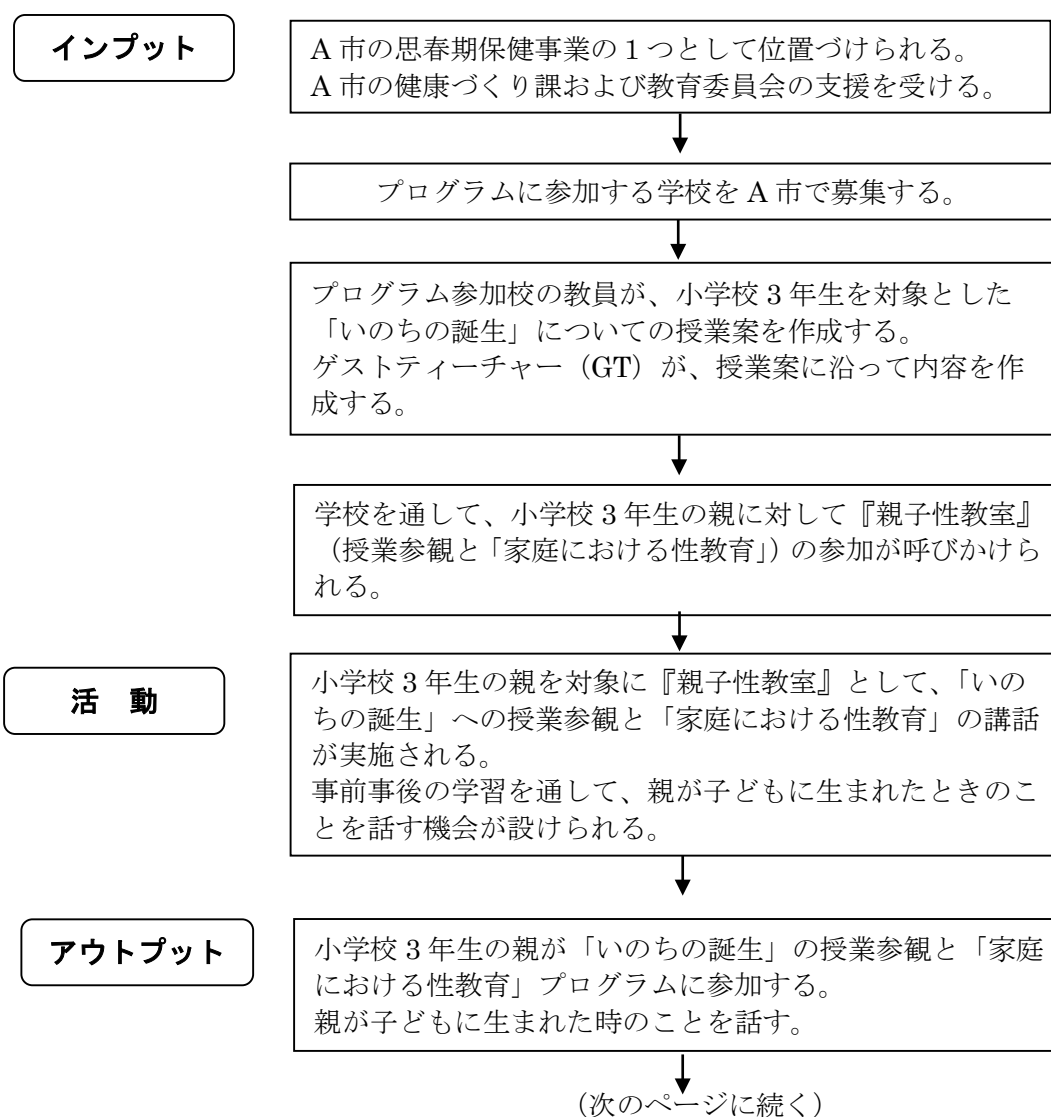 インプット
A 市の思春期保健事業の１つとして位置づけられる。
A 市の健康づくり課および教育委員会の支援を受ける。
プログラムに参加する学校を A 市で募集する。
プログラム参加校の教員が、小学校 3 年生を対象とした
「いのちの誕生」についての授業案を作成する。
ゲストティーチャー（GT）が、授業案に沿って内容を作
成する。
学校を通して、小学校 3 年生の親に対して『親子性教室』
（授業参観と「家庭における性教育」）の参加が呼びかけら
れる。
活　動
小学校 3 年生の親を対象に『親子性教室』として、「いの
ちの誕生」への授業参観と「家庭における性教育」の講話
が実施される。
事前事後の学習を通して、親が子どもに生まれたときのこ
とを話す機会が設けられる。
アウトプット
小学校 3 年生の親が「いのちの誕生」の授業参観と「家庭
における性教育」プログラムに参加する。
親が子どもに生まれた時のことを話す。
（次のページに続く）